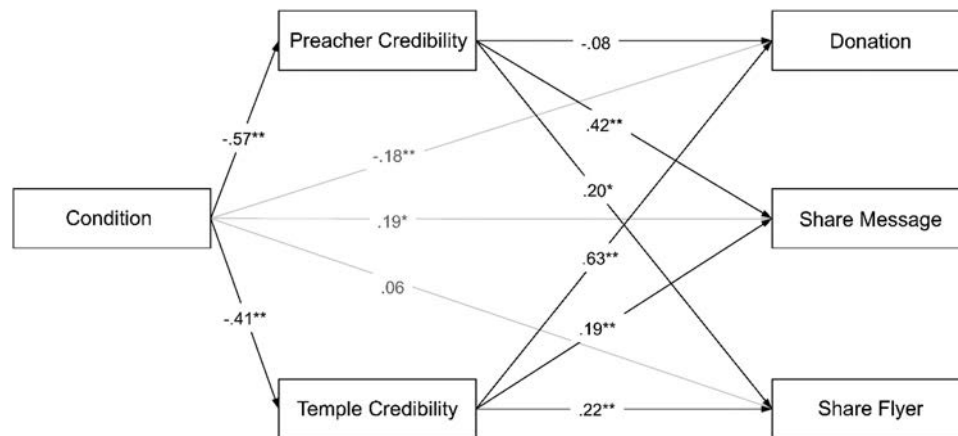 Preacher Credibility
-.08
Donation
.42**
-.57**
-.18**
.20*
Condition
.19*
Share Message
.63**
.06
-.41**
.19**
Temple Credibility
.22**
Share Flyer